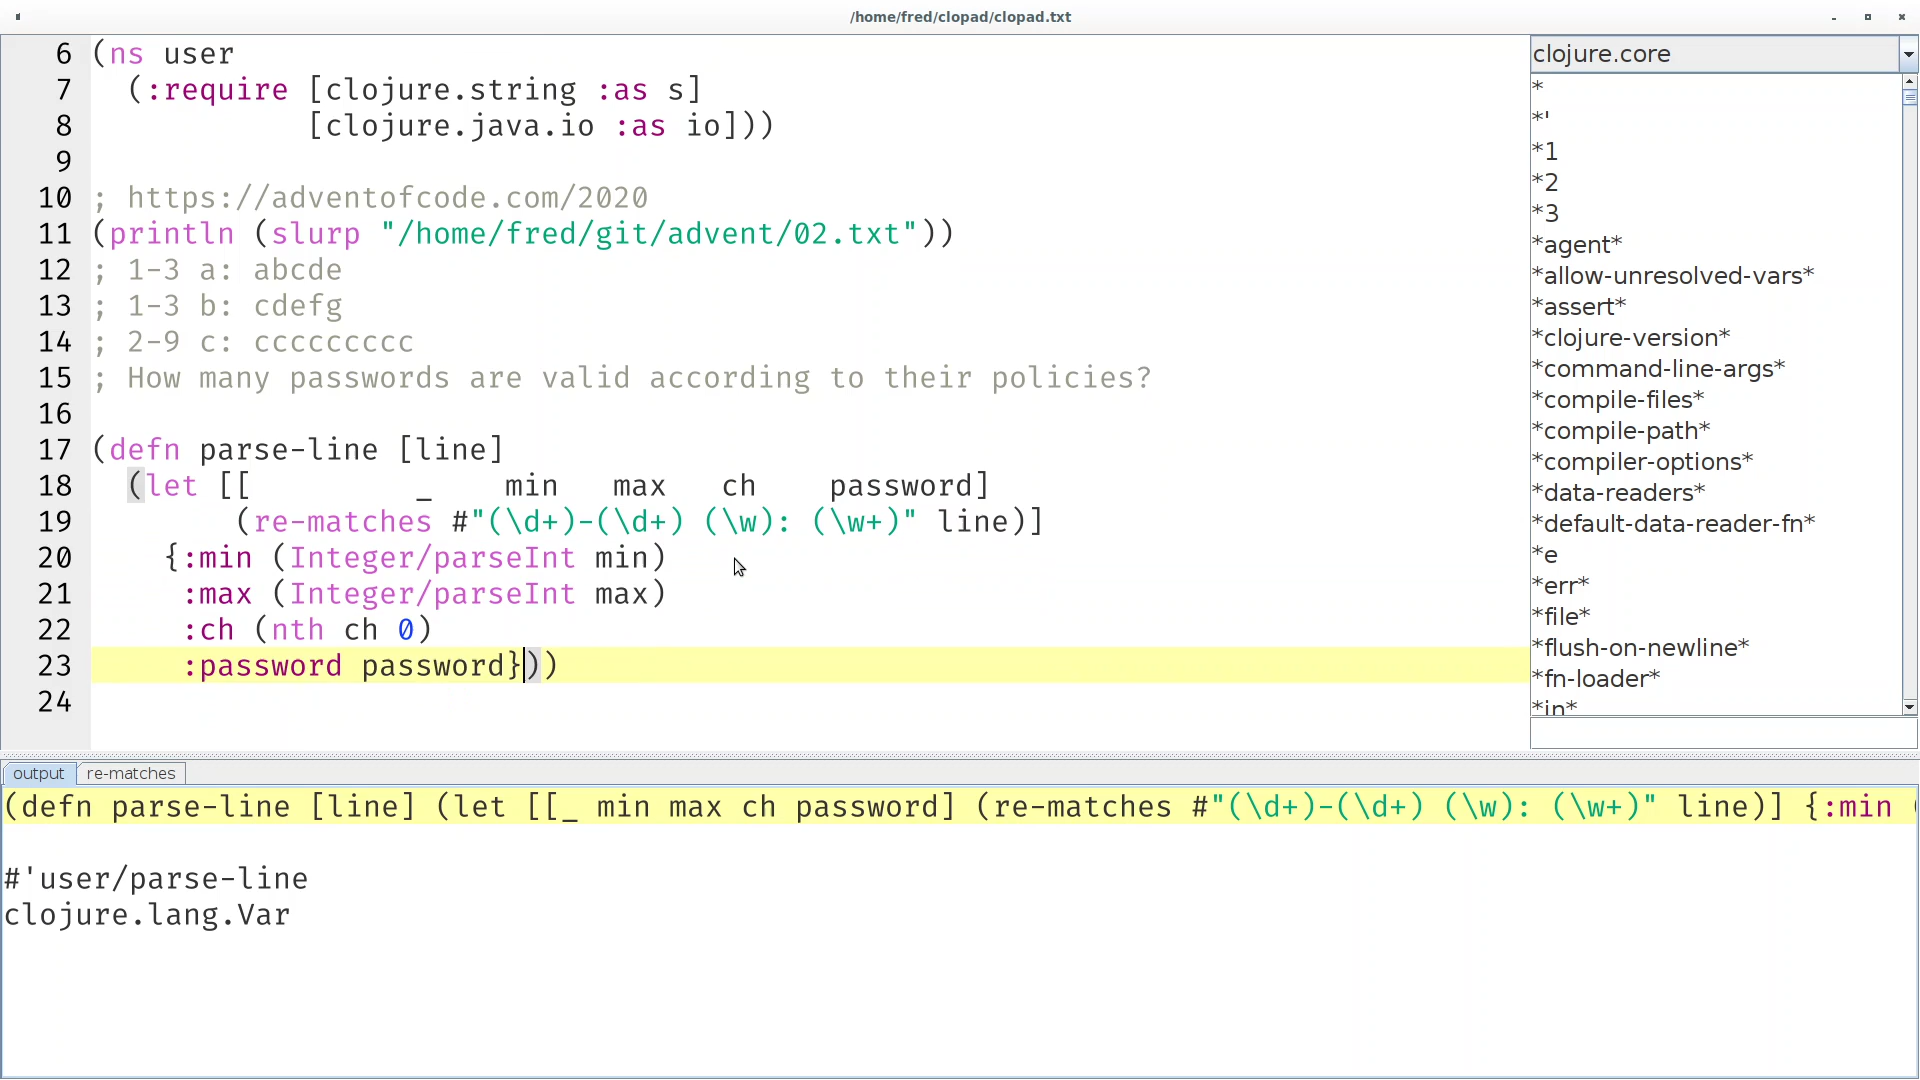 /home/fred/clopad/clopad.txt
6 (ns user
7   (:require [clojure.string :as s]
8             [clojure.java.io :as io]))
9
10 ; https://adventofcode.com/2020
11 (println (slurp "/home/fred/git/advent/02.txt"))
12 ; 1-3 a: abcde
13 ; 1-3 b: cdefg
14 ; 2-9 c: ccccccccc
15 ; How many passwords are valid according to their policies?
16
17 (defn parse-line [line]
18   (let [[         _    min   max   ch    password]
19         (re-matches #"(\d+)-(\d+) (\w): (\w+)" line)]
20     {:min (Integer/parseInt min)
21      :max (Integer/parseInt max)
22      :ch (nth ch 0)
23      :password password}))
24
clojure.core
*
*'
*1
*2
*3
*agent*
*allow-unresolved-vars*
*assert*
*clojure-version*
*command-line-args*
*compile-files*
*compile-path*
*compiler-options*
*data-readers*
*default-data-reader-fn*
*e
*err*
*file*
*flush-on-newline*
*fn-loader*
*in*
output re-matches
(defn parse-line [line] (let [[_ min max ch password] (re-matches #"(\d+)-(\d+) (\w): (\w+)" line)] {:min (
#'user/parse-line
clojure.lang.Var